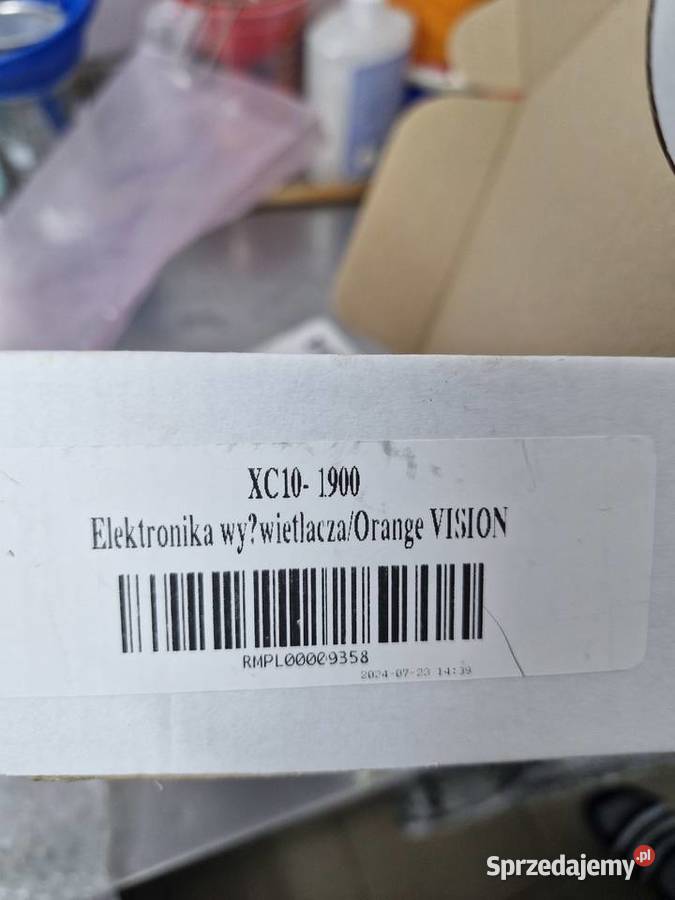 XC10- 1900
Elektronika wy?wietlacza/Orange VISION
RMPL00009358
2024-07-23 14:39
Sprzedajemy.pl